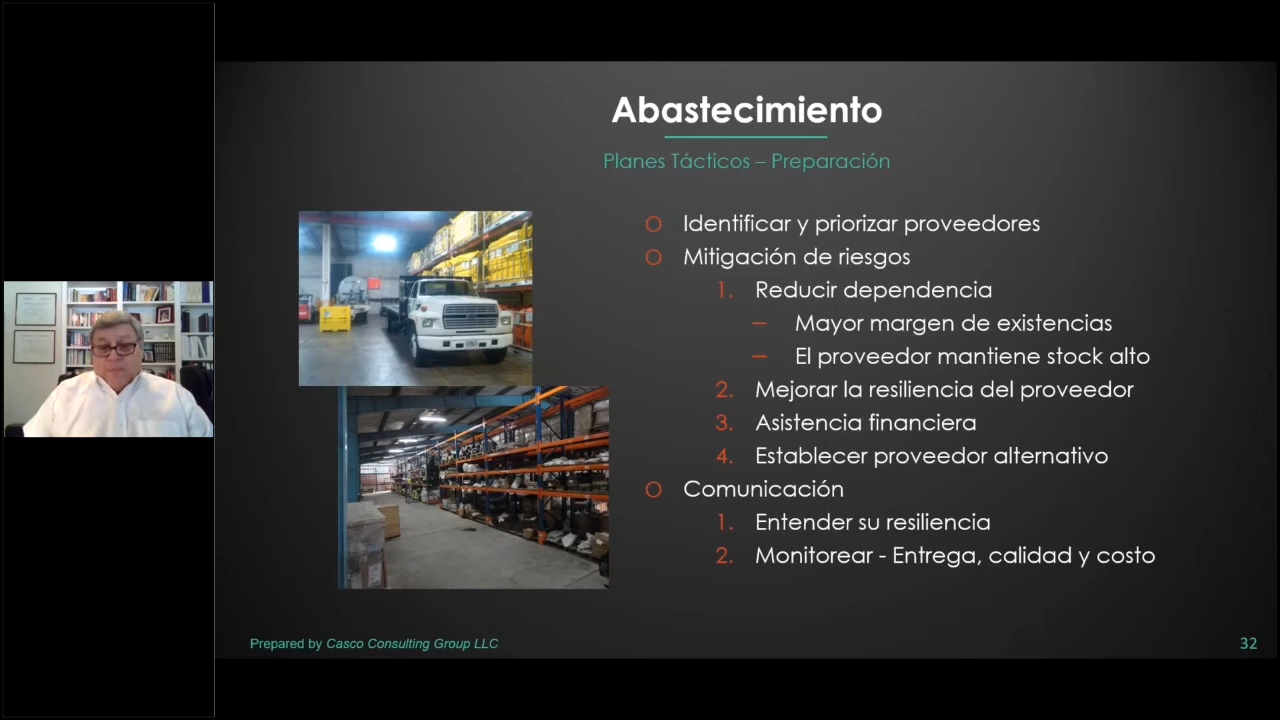 Abastecimiento
Planes Tácticos – Preparación
Identificar y priorizar proveedores
Mitigación de riesgos
1. Reducir dependencia
– Mayor margen de existencias
– El proveedor mantiene stock alto
2. Mejorar la resiliencia del proveedor
3. Asistencia financiera
4. Establecer proveedor alternativo
Comunicación
1. Entender su resiliencia
2. Monitorear - Entrega, calidad y costo
Prepared by Casco Consulting Group LLC
32